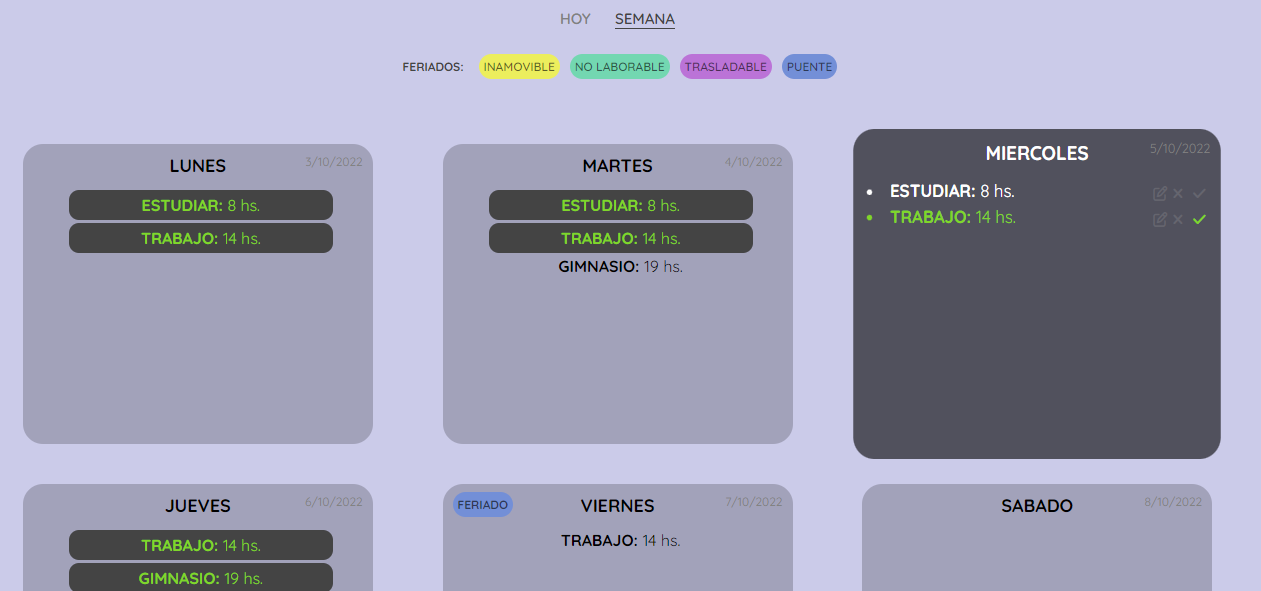 HOY SEMANA
FERIADOS: INAMOVIBLE NO LABORABLE TRASLADABLE PUENTE
LUNES 3/10/2022
ESTUDIAR: 8 hs.
TRABAJO: 14 hs.
MARTES 4/10/2022
ESTUDIAR: 8 hs.
TRABAJO: 14 hs.
GIMNASIO: 19 hs.
MIERCOLES 5/10/2022
• ESTUDIAR: 8 hs.
• TRABAJO: 14 hs.
JUEVES 6/10/2022
TRABAJO: 14 hs.
GIMNASIO: 19 hs.
FERIADO VIERNES 7/10/2022
TRABAJO: 14 hs.
SABADO 8/10/2022